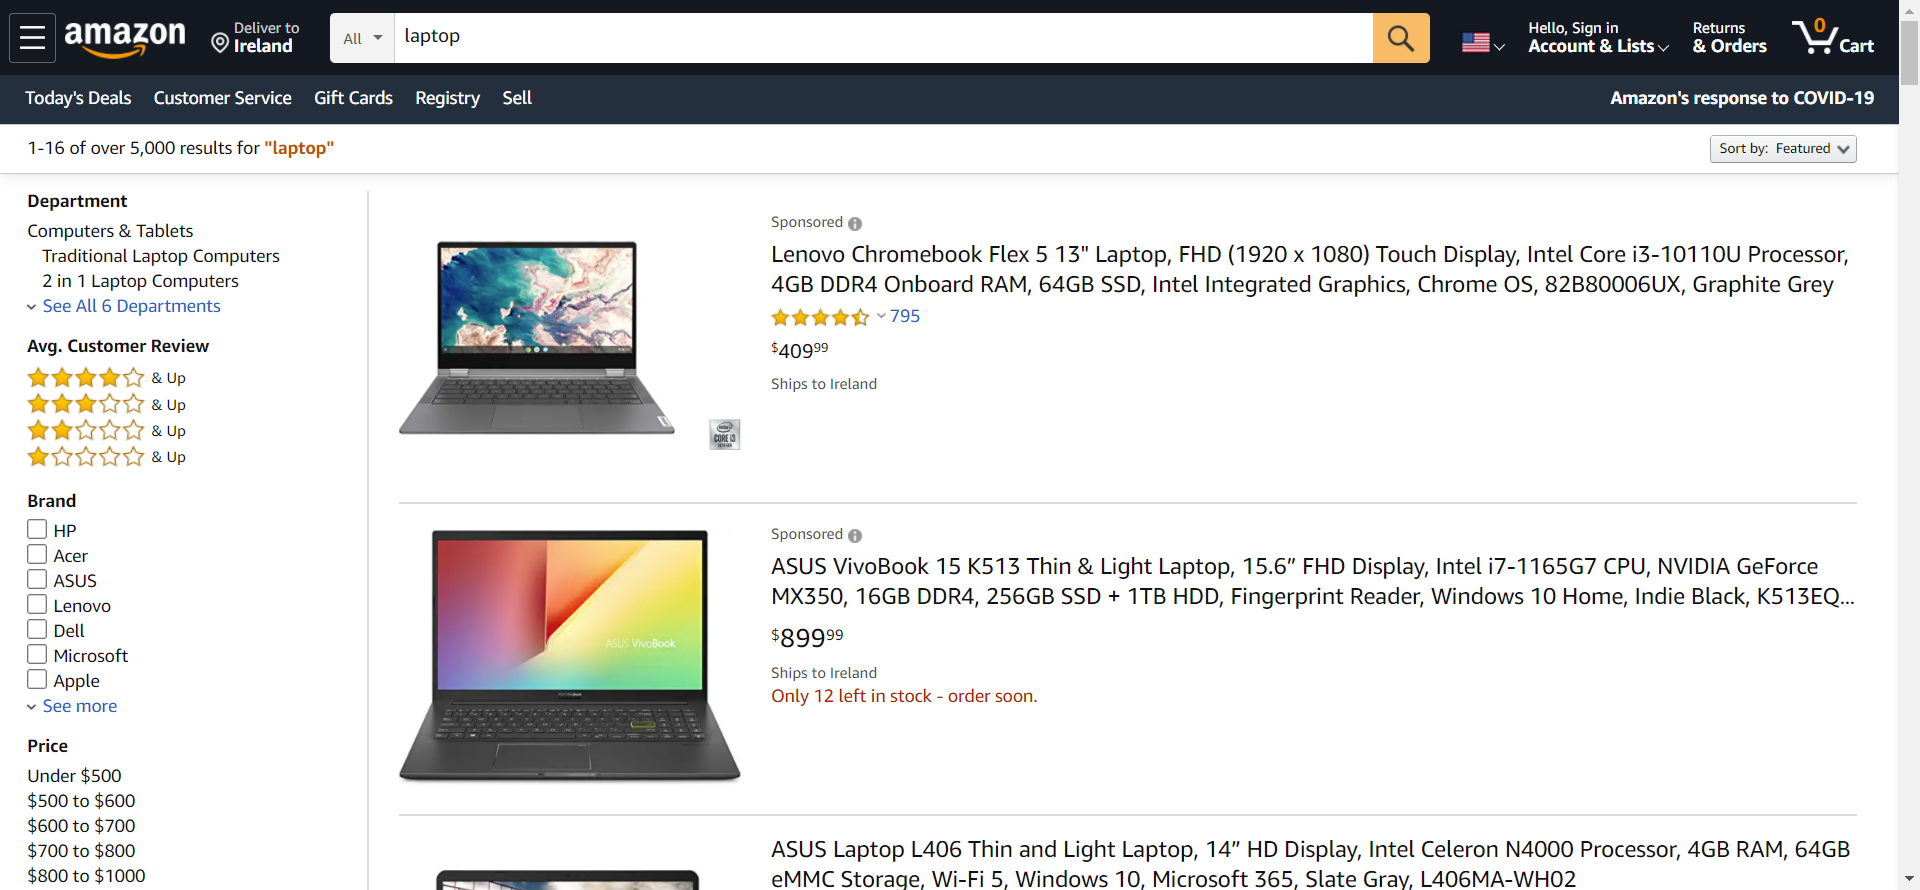 amazon
Deliver to
Ireland
All
laptop
Hello, Sign in
Account & Lists
Returns
& Orders
0
Cart
Today's Deals
Customer Service
Gift Cards
Registry
Sell
Amazon's response to COVID-19
1-16 of over 5,000 results for "laptop"
Sort by: Featured
Department
Computers & Tablets
Traditional Laptop Computers
2 in 1 Laptop Computers
See All 6 Departments
Avg. Customer Review
& Up
& Up
& Up
& Up
Brand
HP
Acer
ASUS
Lenovo
Dell
Microsoft
Apple
See more
Price
Under $500
$500 to $600
$600 to $700
$700 to $800
$800 to $1000
Lenovo
intel
CORE i3
Sponsored
Lenovo Chromebook Flex 5 13" Laptop, FHD (1920 x 1080) Touch Display, Intel Core i3-10110U Processor,
4GB DDR4 Onboard RAM, 64GB SSD, Intel Integrated Graphics, Chrome OS, 82B80006UX, Graphite Grey
795
$409.99
Ships to Ireland
ASUS VivoBook
Sponsored
ASUS VivoBook 15 K513 Thin & Light Laptop, 15.6” FHD Display, Intel i7-1165G7 CPU, NVIDIA GeForce
MX350, 16GB DDR4, 256GB SSD + 1TB HDD, Fingerprint Reader, Windows 10 Home, Indie Black, K513EQ...
$899.99
Ships to Ireland
Only 12 left in stock - order soon.
ASUS Laptop L406 Thin and Light Laptop, 14” HD Display, Intel Celeron N4000 Processor, 4GB RAM, 64GB
eMMC Storage, Wi-Fi 5, Windows 10, Microsoft 365, Slate Gray, L406MA-WH02